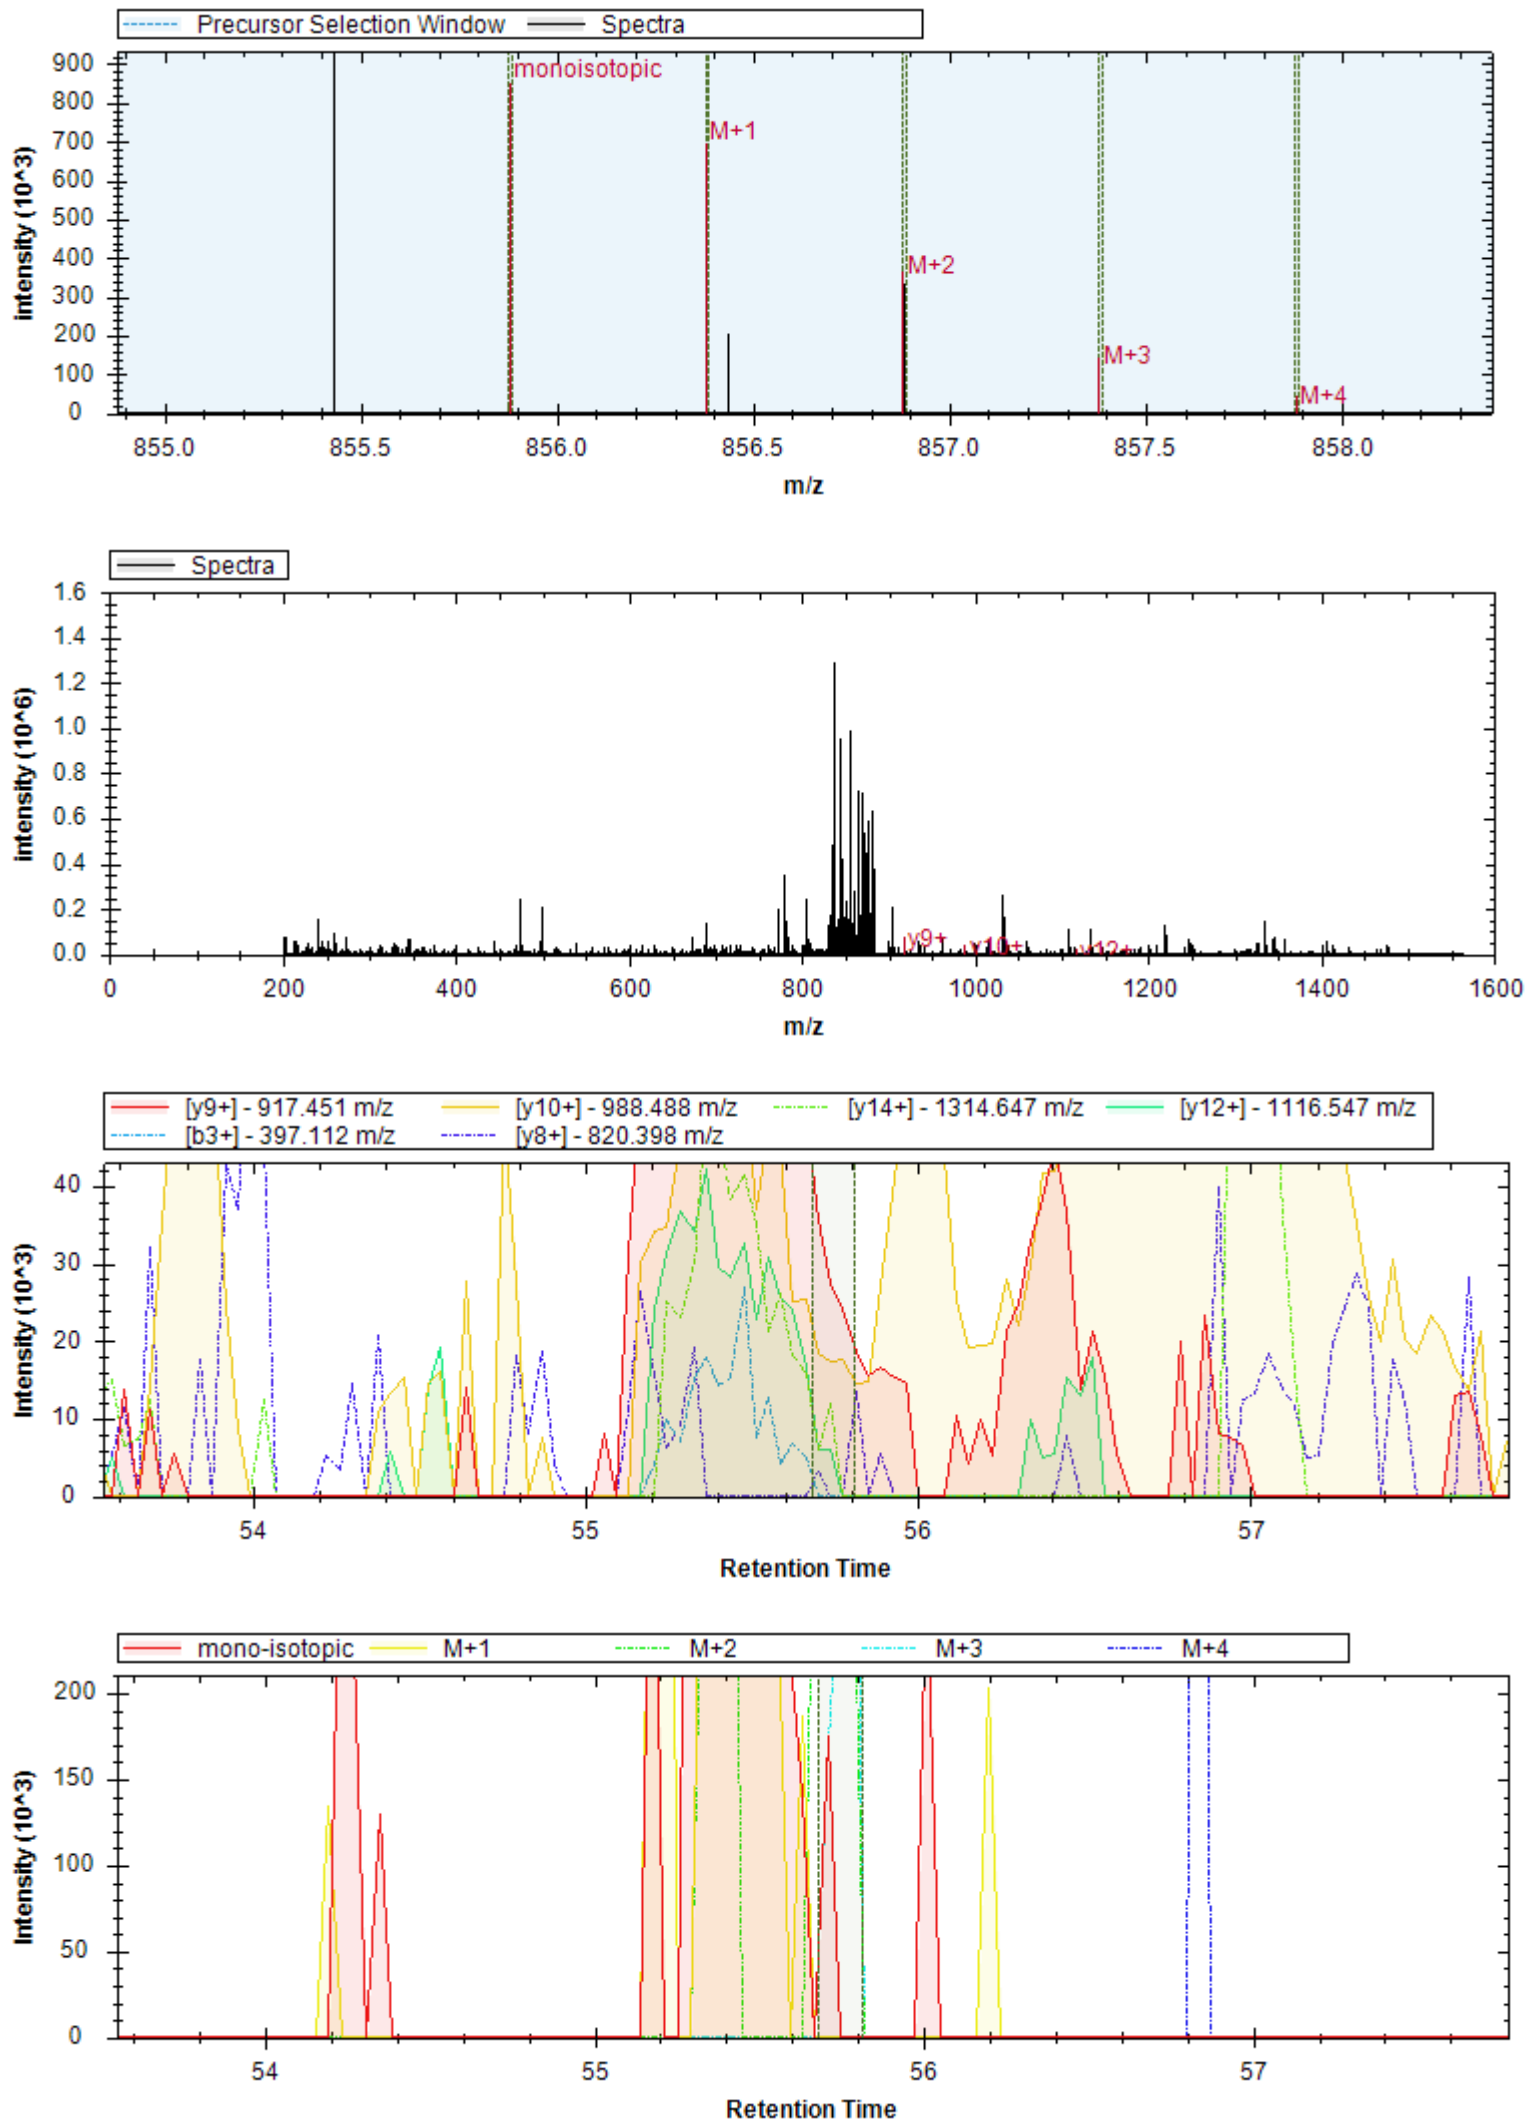 Precursor Selection Window Spectra
intensity (10^3)
900
800
700
600
500
400
300
200
100
0
monoisotopic
M+1
M+2
M+3
M+4
855.0 855.5 856.0 856.5 857.0 857.5 858.0
m/z
Spectra
intensity (10^6)
1.6
1.4
1.2
1.0
0.8
0.6
0.4
0.2
0.0
y9+ y10+ y12+
0 200 400 600 800 1000 1200 1400 1600
m/z
[y9+] - 917.451 m/z [y10+] - 988.488 m/z [y14+] - 1314.647 m/z [y12+] - 1116.547 m/z
[b3+] - 397.112 m/z [y8+] - 820.398 m/z
Intensity (10^3)
40
30
20
10
0
54 55 56 57
Retention Time
mono-isotopic M+1 M+2 M+3 M+4
Intensity (10^3)
200
150
100
50
0
54 55 56 57
Retention Time